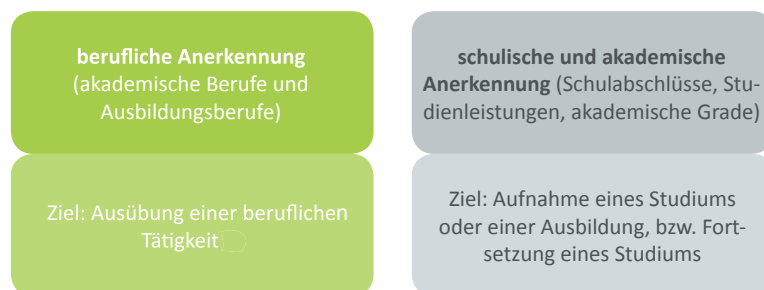 berufliche Anerkennung
(akademische Berufe und
Ausbildungsberufe)
Ziel: Ausübung einer beruflichen
Tätigkeit
schulische und akademische
Anerkennung (Schulabschlüsse, Stu-
dienleistungen, akademische Grade)
Ziel: Aufnahme eines Studiums
oder einer Ausbildung, bzw. Fort-
setzung eines Studiums